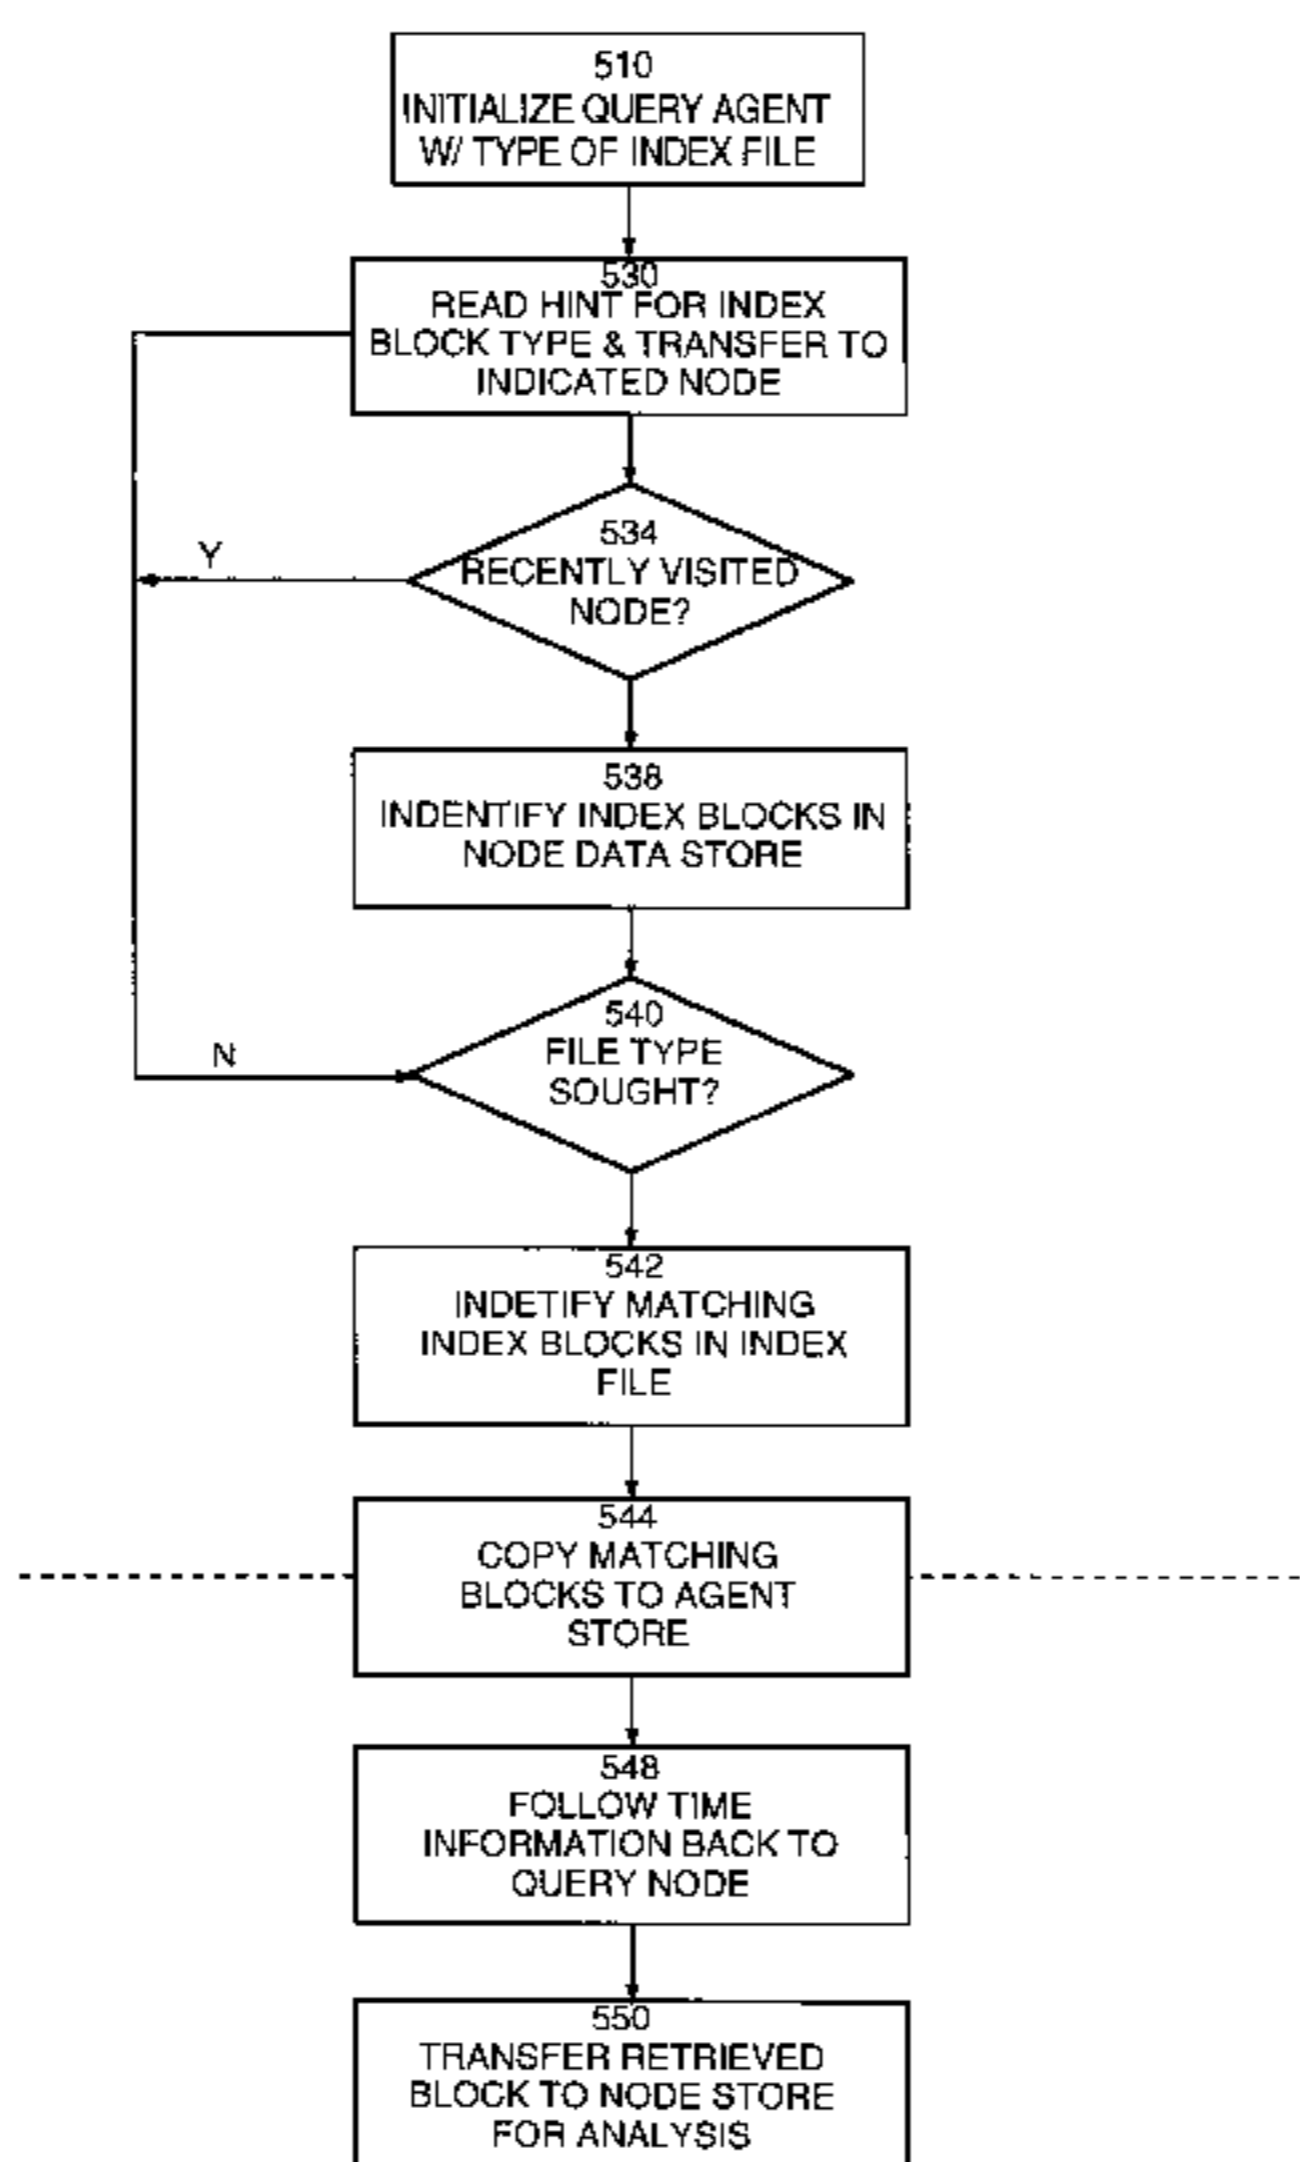 510
INITIALIZE QUERY AGENT
W/ TYPE OF INDEX FILE
530
READ HINT FOR INDEX
BLOCK TYPE & TRANSFER TO
INDICATED NODE
534
RECENTLY VISITED
NODE?
Y
538
INDENTIFY INDEX BLOCKS IN
NODE DATA STORE
540
FILE TYPE
SOUGHT?
N
542
INDETIFY MATCHING
INDEX BLOCKS IN INDEX
FILE
544
COPY MATCHING
BLOCKS TO AGENT
STORE
548
FOLLOW TIME
INFORMATION BACK TO
QUERY NODE
550
TRANSFER RETRIEVED
BLOCK TO NODE STORE
FOR ANALYSIS